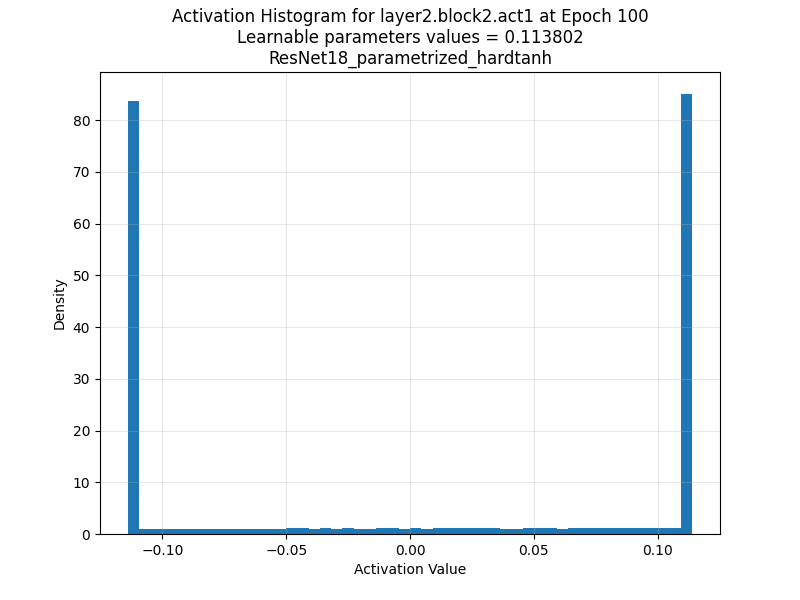 Activation Histogram for layer2.block2.act1 at Epoch 100
Learnable parameters values = 0.113802
ResNet18_parametrized_hardtanh
80
70
60
50
40
30
20
10
0
Density
−0.10
−0.05
0.00
0.05
0.10
Activation Value